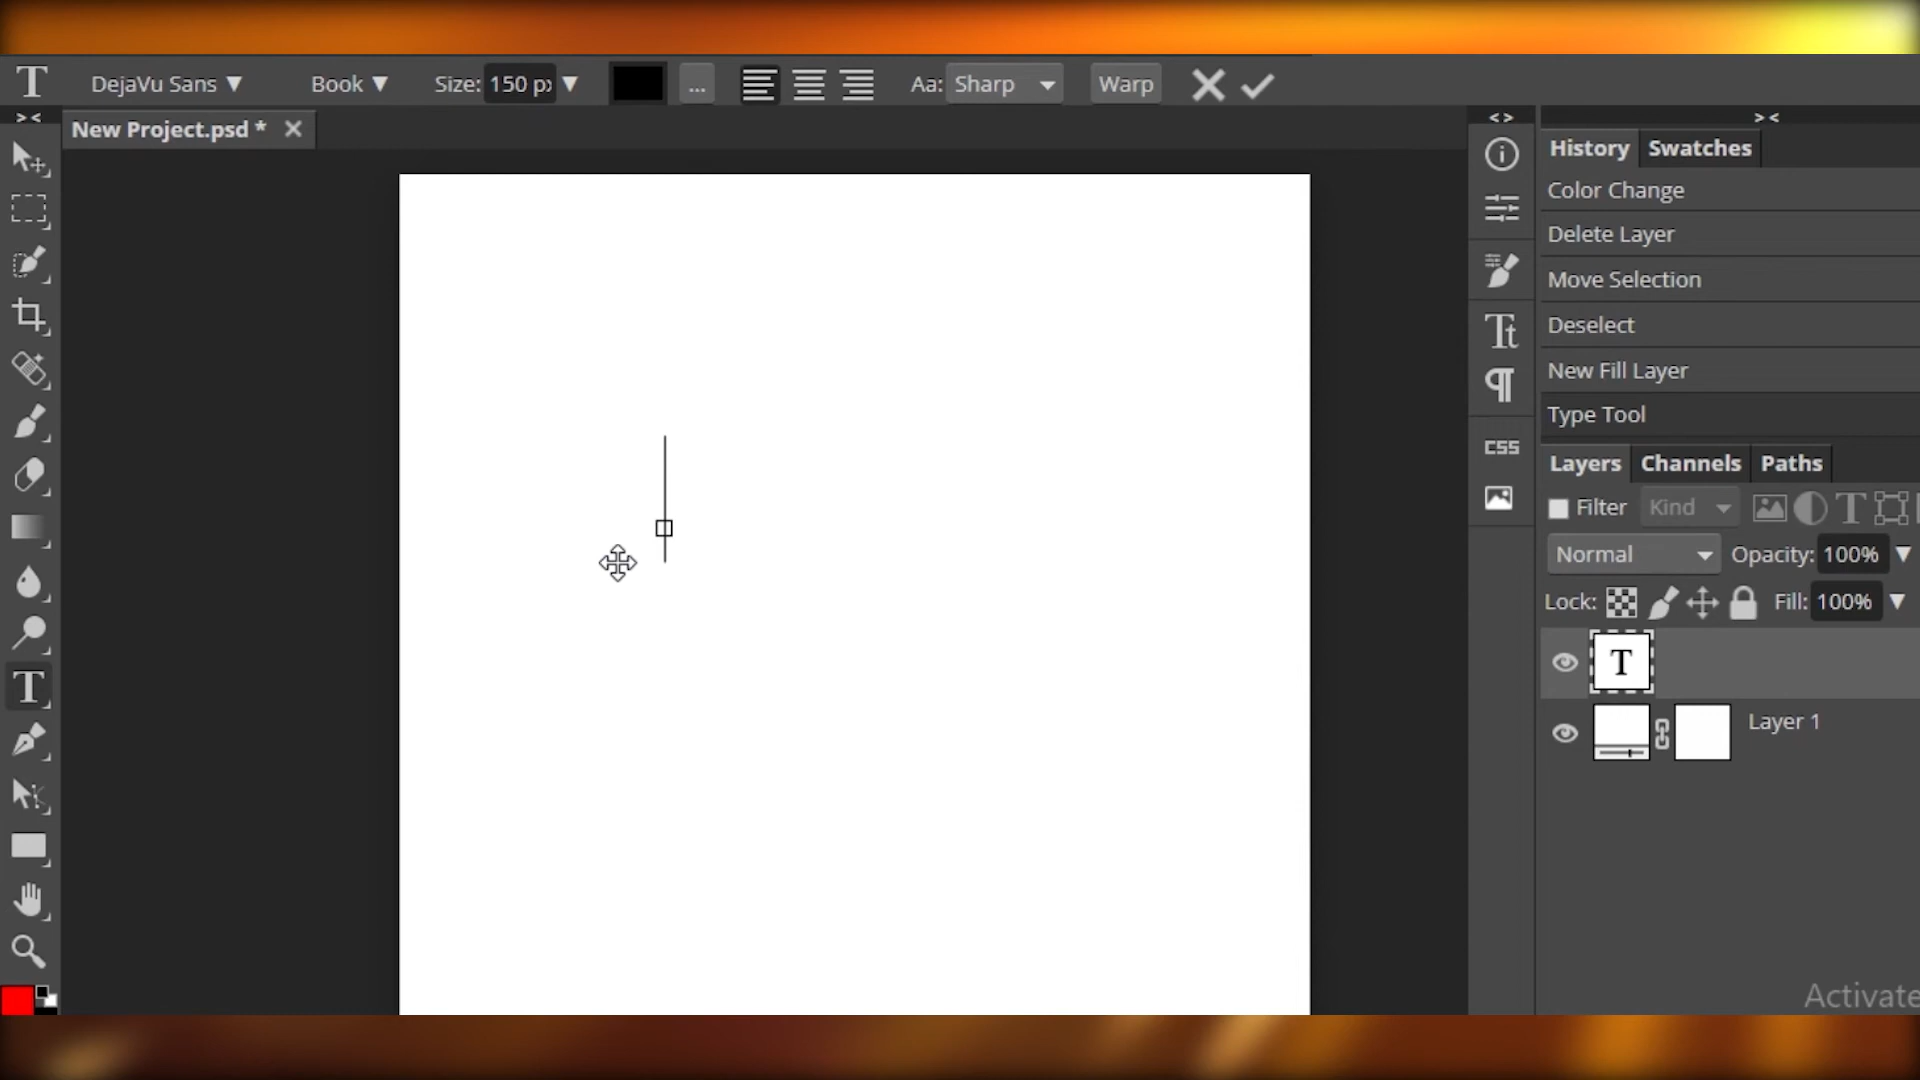 T DejaVu Sans ▼ Book ▼ Size: 150 px ▼ ... Aa: Sharp Warp
New Project.psd *
History Swatches
Color Change
Delete Layer
Move Selection
Deselect
New Fill Layer
Type Tool
CSS
Layers Channels Paths
Filter Kind
Normal Opacity: 100%
Lock: Fill: 100%
T
Layer 1
Activate